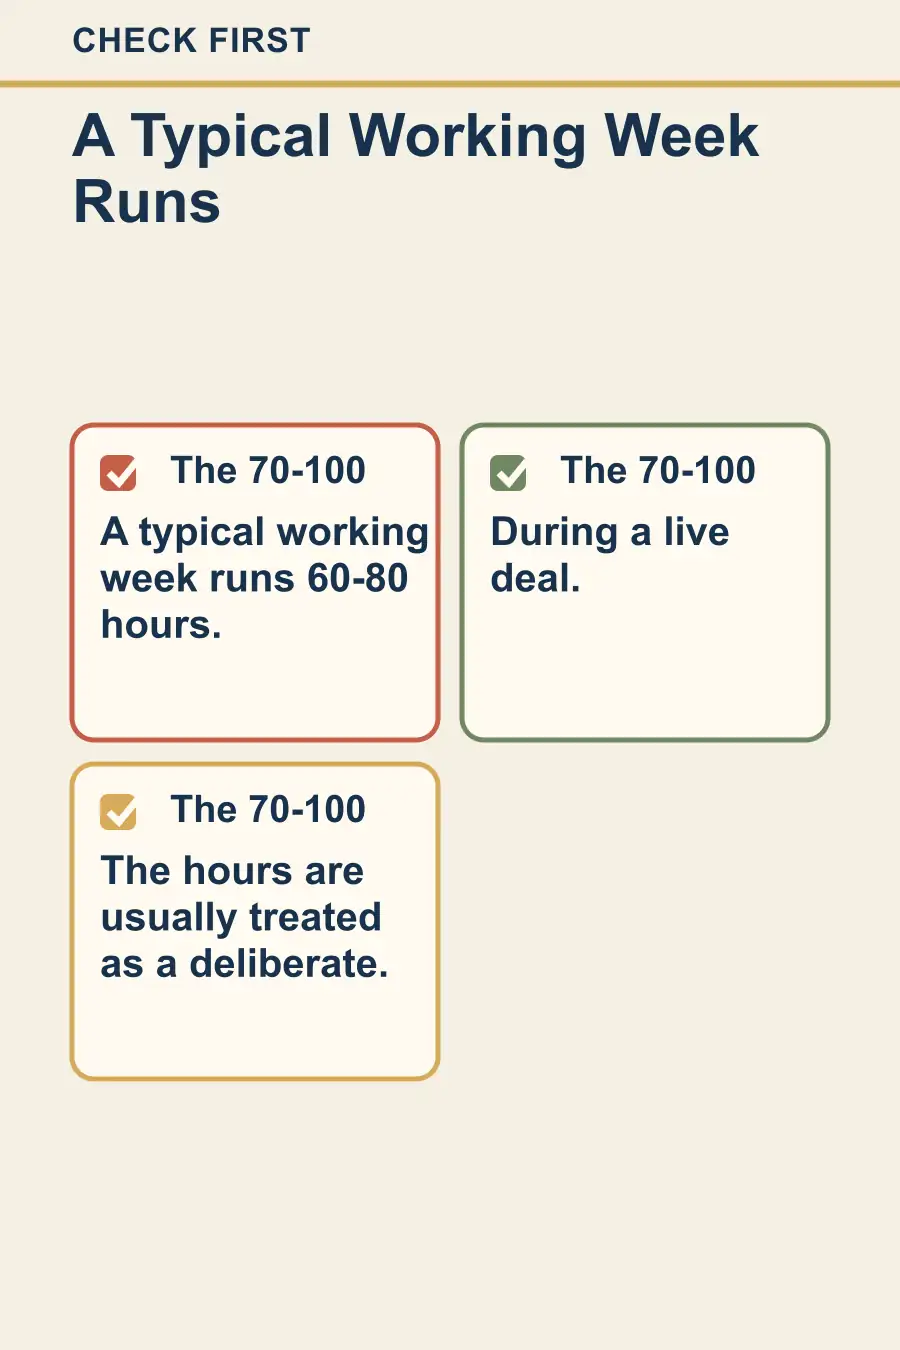 CHECK FIRST
A Typical Working Week
Runs
The 70-100
A typical working
week runs 60-80
hours.
The 70-100
During a live
deal.
The 70-100
The hours are
usually treated
as a deliberate.